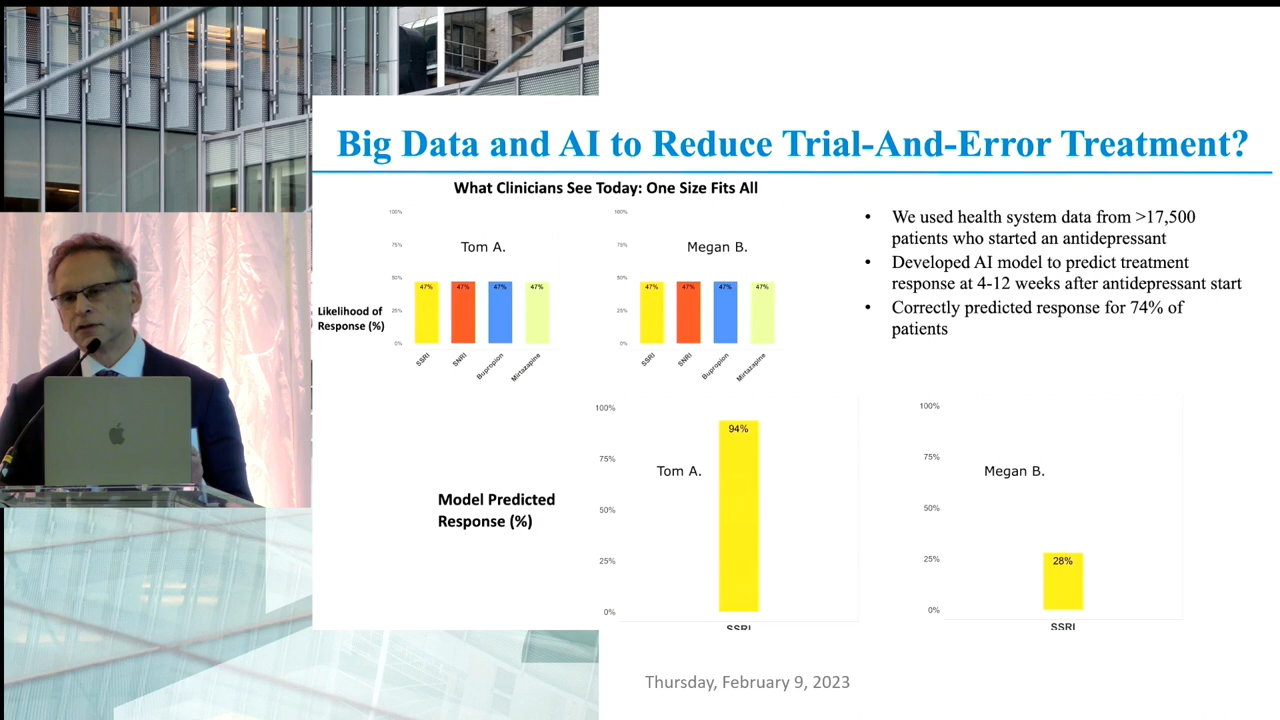 Big Data and AI to Reduce Trial-And-Error Treatment?
What Clinicians See Today: One Size Fits All
100%
75%
50%
25%
0%
Tom A.
47%
47%
47%
47%
SSRI
SNRI
Bupropion
Mirtazapine
Likelihood of
Response (%)
100%
75%
50%
25%
0%
Megan B.
47%
47%
47%
47%
SSRI
SNRI
Bupropion
Mirtazapine
• We used health system data from >17,500
patients who started an antidepressant
• Developed AI model to predict treatment
response at 4-12 weeks after antidepressant start
• Correctly predicted response for 74% of
patients
Model Predicted
Response (%)
100%
75%
50%
25%
0%
Tom A.
94%
SSRI
100%
75%
50%
25%
0%
Megan B.
28%
SSRI
Thursday, February 9, 2023